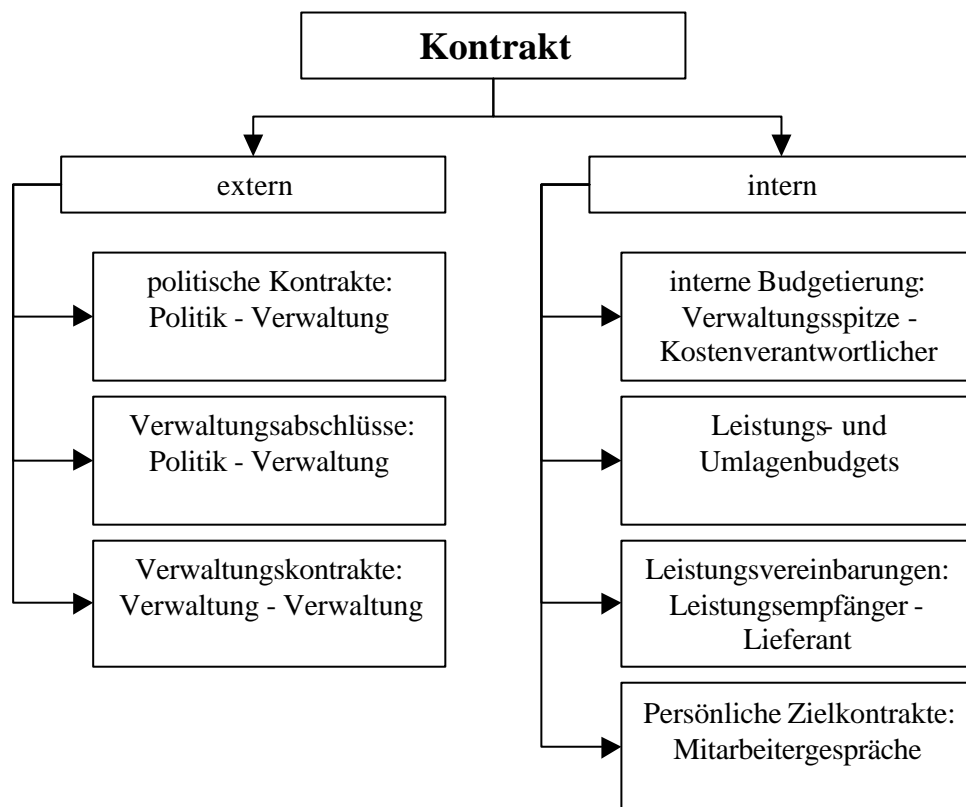 Kontrakt
extern
politische Kontrakte:
Politik - Verwaltung
Verwaltungsabschlüsse:
Politik - Verwaltung
Verwaltungskontrakte:
Verwaltung - Verwaltung
intern
interne Budgetierung:
Verwaltungsspitze -
Kostenverantwortlicher
Leistungs- und
Umlagenbudgets
Leistungsvereinbarungen:
Leistungsempfänger -
Lieferant
Persönliche Zielkontrakte:
Mitarbeitergespräche